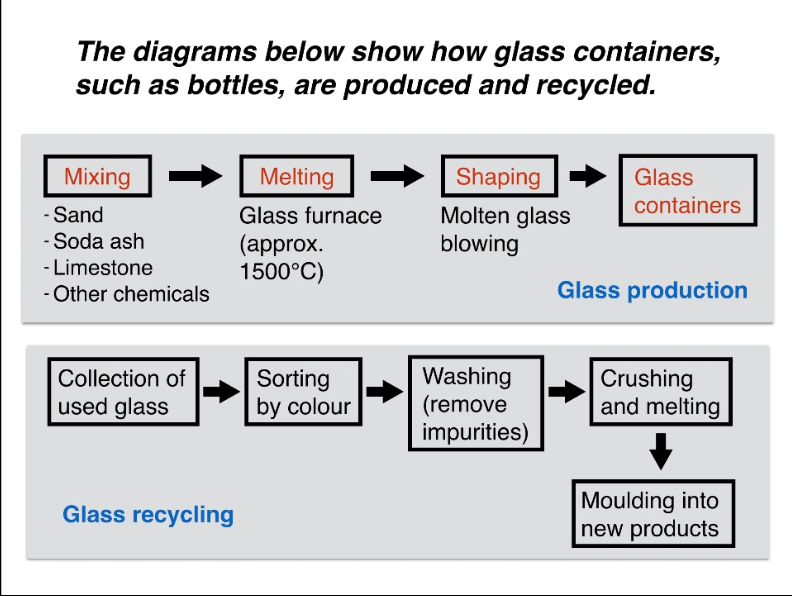 The diagrams below show how glass containers,
such as bottles, are produced and recycled.
Mixing
- Sand
- Soda ash
- Limestone
- Other chemicals
Melting
Glass furnace
(approx.
1500°C)
Shaping
Molten glass
blowing
Glass
containers
Glass production
Collection of
used glass
Sorting
by colour
Washing
(remove
impurities)
Crushing
and melting
Moulding into
new products
Glass recycling